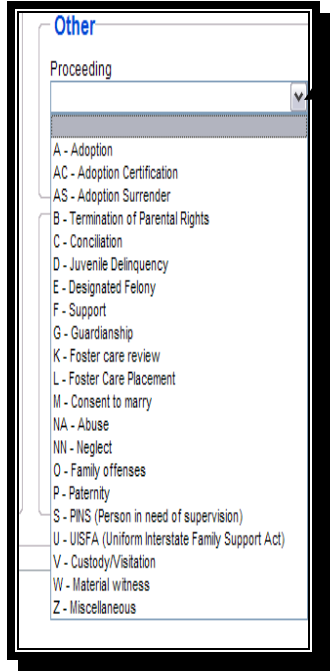 Other
Proceeding
A - Adoption
AC - Adoption Certification
AS - Adoption Surrender
B - Termination of Parental Rights
C - Conciliation
D - Juvenile Delinquency
E - Designated Felony
F - Support
G - Guardianship
K - Foster care review
L - Foster Care Placement
M - Consent to marry
NA - Abuse
NN - Neglect
O - Family offenses
P - Paternity
S - PINS (Person in need of supervision)
U - UISFA (Uniform Interstate Family Support Act)
V - Custody/Visitation
W - Material witness
Z - Miscellaneous